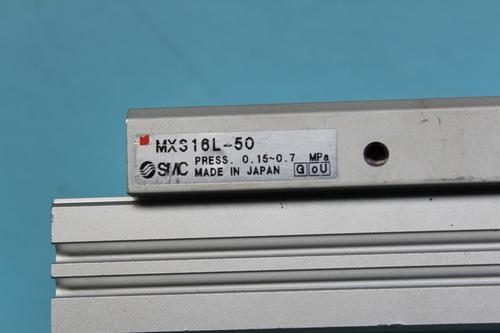 MXS16L-50
PRESS. 0.15~0.7 MPa
SMC MADE IN JAPAN G o U